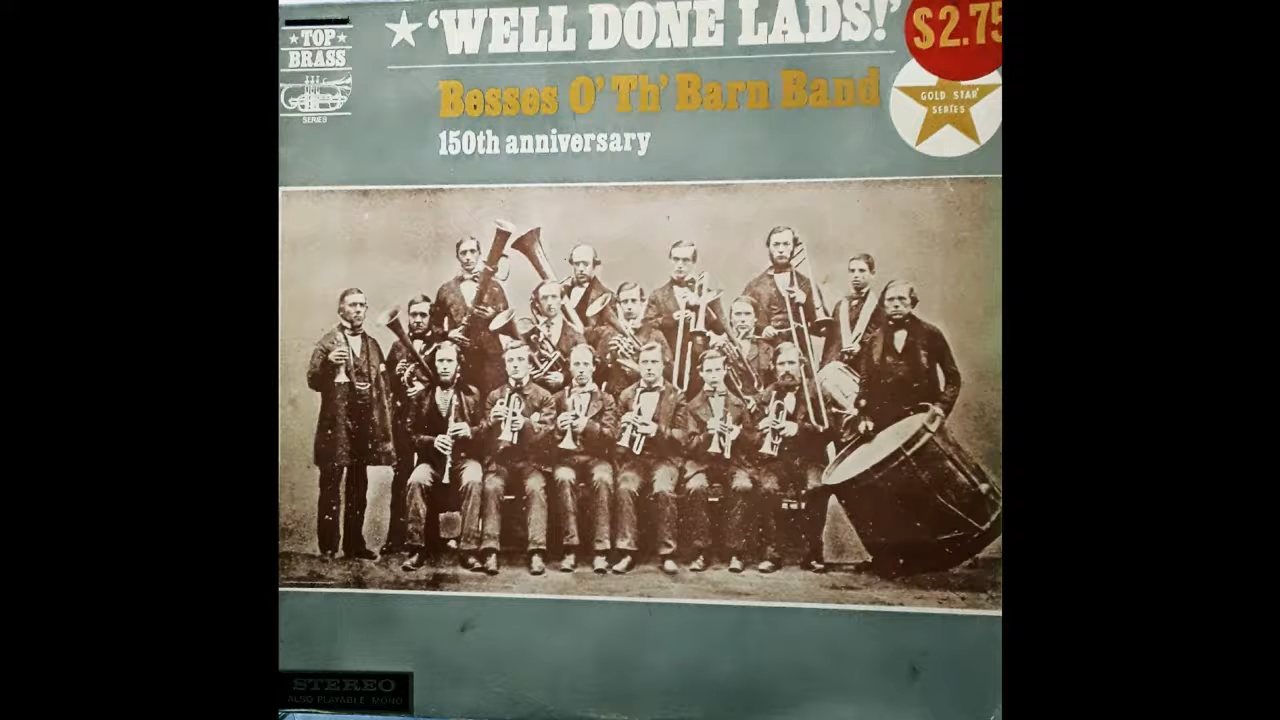 ★TOP★
BRASS
SERIES
★'WELL DONE LADS!'
Besses O' Th' Barn Band
150th anniversary
$2.75
GOLD STAR
SERIES
STEREO
ALSO PLAYABLE MONO